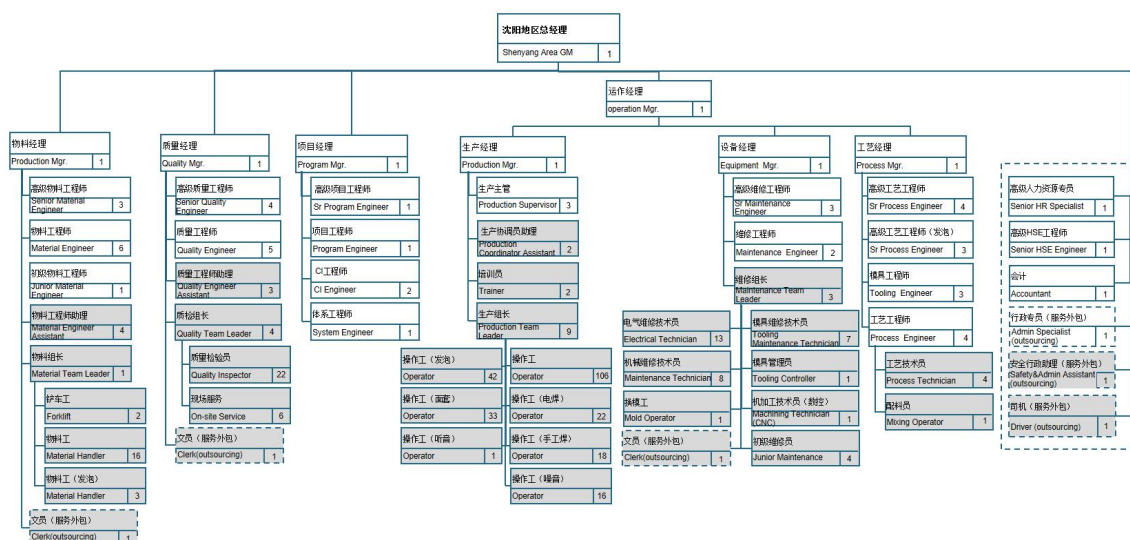 沈阳地区总经理
Shenyang Area GM 1
运作经理
operation Mgr. 1
物料经理
Production Mgr. 1
高级物料工程师
Senior Material
Engineer 3
物料工程师
Material Engineer 6
初级物料工程师
Junior Material
Engineer 1
物料工程师助理
Material Engineer
Assistant 4
物料组长
Material Team Leader 1
铲车工
Forklift 2
物料工
Material Handler 16
物料工（发泡）
Material Handler 3
文员（服务外包）
Clerk(outsourcing) 1
质量经理
Quality Mgr. 1
高级质量工程师
Senior Quality
Engineer 4
质量工程师
Quality Engineer 5
质量工程师助理
Quality Engineer
Assistant 3
质检组长
Quality Team Leader 4
质量检验员
Quality Inspector 22
现场服务
On-site Service 6
文员（服务外包）
Clerk(outsourcing) 1
项目经理
Program Mgr. 1
高级项目工程师
Sr Program Engineer 1
项目工程师
Program Engineer 1
CI工程师
CI Engineer 2
体系工程师
System Engineer 1
生产经理
Production Mgr. 1
生产主管
Production Supervisor 3
生产协调员助理
Production
Coordinator Assistant 2
培训员
Trainer 2
生产组长
Production Team
Leader 9
操作工（发泡）
Operator 42
操作工
Operator 106
操作工（面套）
Operator 33
操作工（电焊）
Operator 22
操作工（听音）
Operator 1
操作工（手工焊）
Operator 18
操作工（噪音）
Operator 16
设备经理
Equipment Mgr. 1
高级维修工程师
Sr Maintenance
Engineer 3
维修工程师
Maintenance Engineer 2
维修组长
Maintenance Team
Leader 3
电气维修技术员
Electrical Technician 13
模具维修技术员
Tooling
Maintenance Technician 7
机械维修技术员
Maintenance Technician 8
模具管理员
Tooling Controller 1
换模工
Mold Operator 1
机加工技术员（数控）
Machining Technician
(CNC) 1
文员（服务外包）
Clerk(outsourcing) 1
初级维修员
Junior Maintenance 4
工艺经理
Process Mgr. 1
高级工艺工程师
Sr Process Engineer 4
高级工艺工程师（发泡）
Sr Process Engineer 3
模具工程师
Tooling Engineer 3
工艺工程师
Process Engineer 4
工艺技术员
Process Technician 4
配料员
Mixing Operator 1
高级人力资源专员
Senior HR Specialist 1
高级HSE工程师
Senior HSE Engineer 1
会计
Accountant 1
行政专员（服务外包）
Admin Specialist
(outsourcing) 1
安全行政助理（服务外包）
Safety&Admin Assistant
(outsourcing) 1
司机（服务外包）
Driver (outsourcing) 1